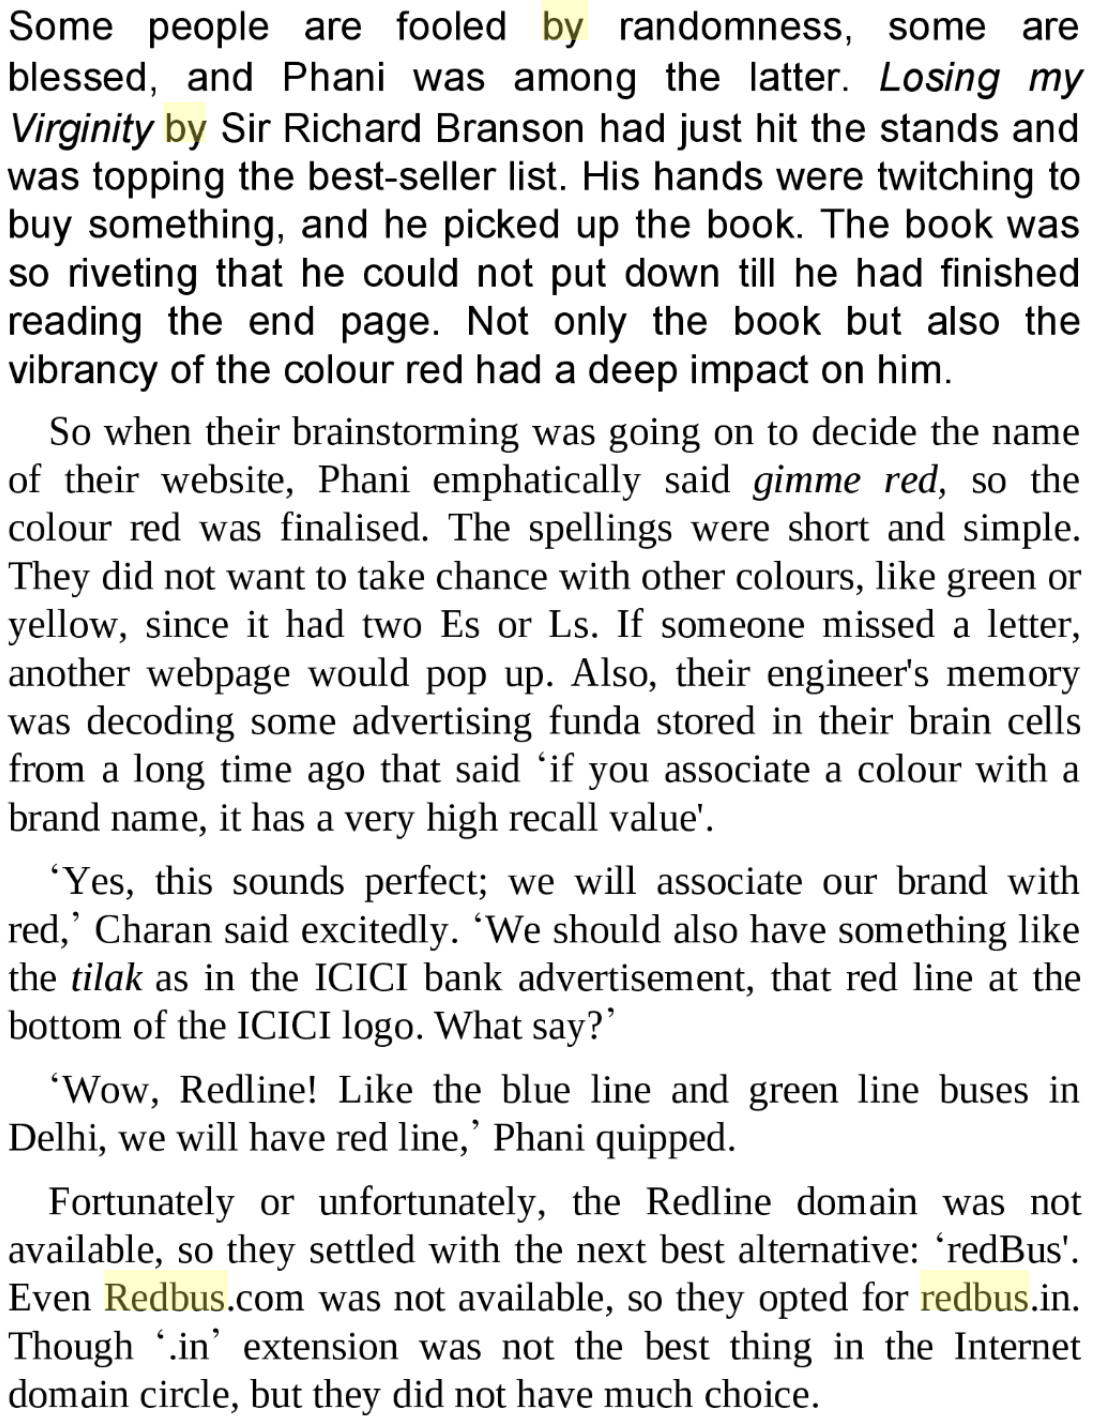 Some people are fooled by randomness, some are
blessed, and Phani was among the latter. Losing my
Virginity by Sir Richard Branson had just hit the stands and
was topping the best-seller list. His hands were twitching to
buy something, and he picked up the book. The book was
so riveting that he could not put down till he had finished
reading the end page. Not only the book but also the
vibrancy of the colour red had a deep impact on him.
So when their brainstorming was going on to decide the name
of their website, Phani emphatically said gimme red, so the
colour red was finalised. The spellings were short and simple.
They did not want to take chance with other colours, like green or
yellow, since it had two Es or Ls. If someone missed a letter,
another webpage would pop up. Also, their engineer's memory
was decoding some advertising funda stored in their brain cells
from a long time ago that said ‘if you associate a colour with a
brand name, it has a very high recall value'.
‘Yes, this sounds perfect; we will associate our brand with
red,’ Charan said excitedly. ‘We should also have something like
the tilak as in the ICICI bank advertisement, that red line at the
bottom of the ICICI logo. What say?’
‘Wow, Redline! Like the blue line and green line buses in
Delhi, we will have red line,’ Phani quipped.
Fortunately or unfortunately, the Redline domain was not
available, so they settled with the next best alternative: ‘redBus'.
Even Redbus.com was not available, so they opted for redbus.in.
Though ‘.in’ extension was not the best thing in the Internet
domain circle, but they did not have much choice.